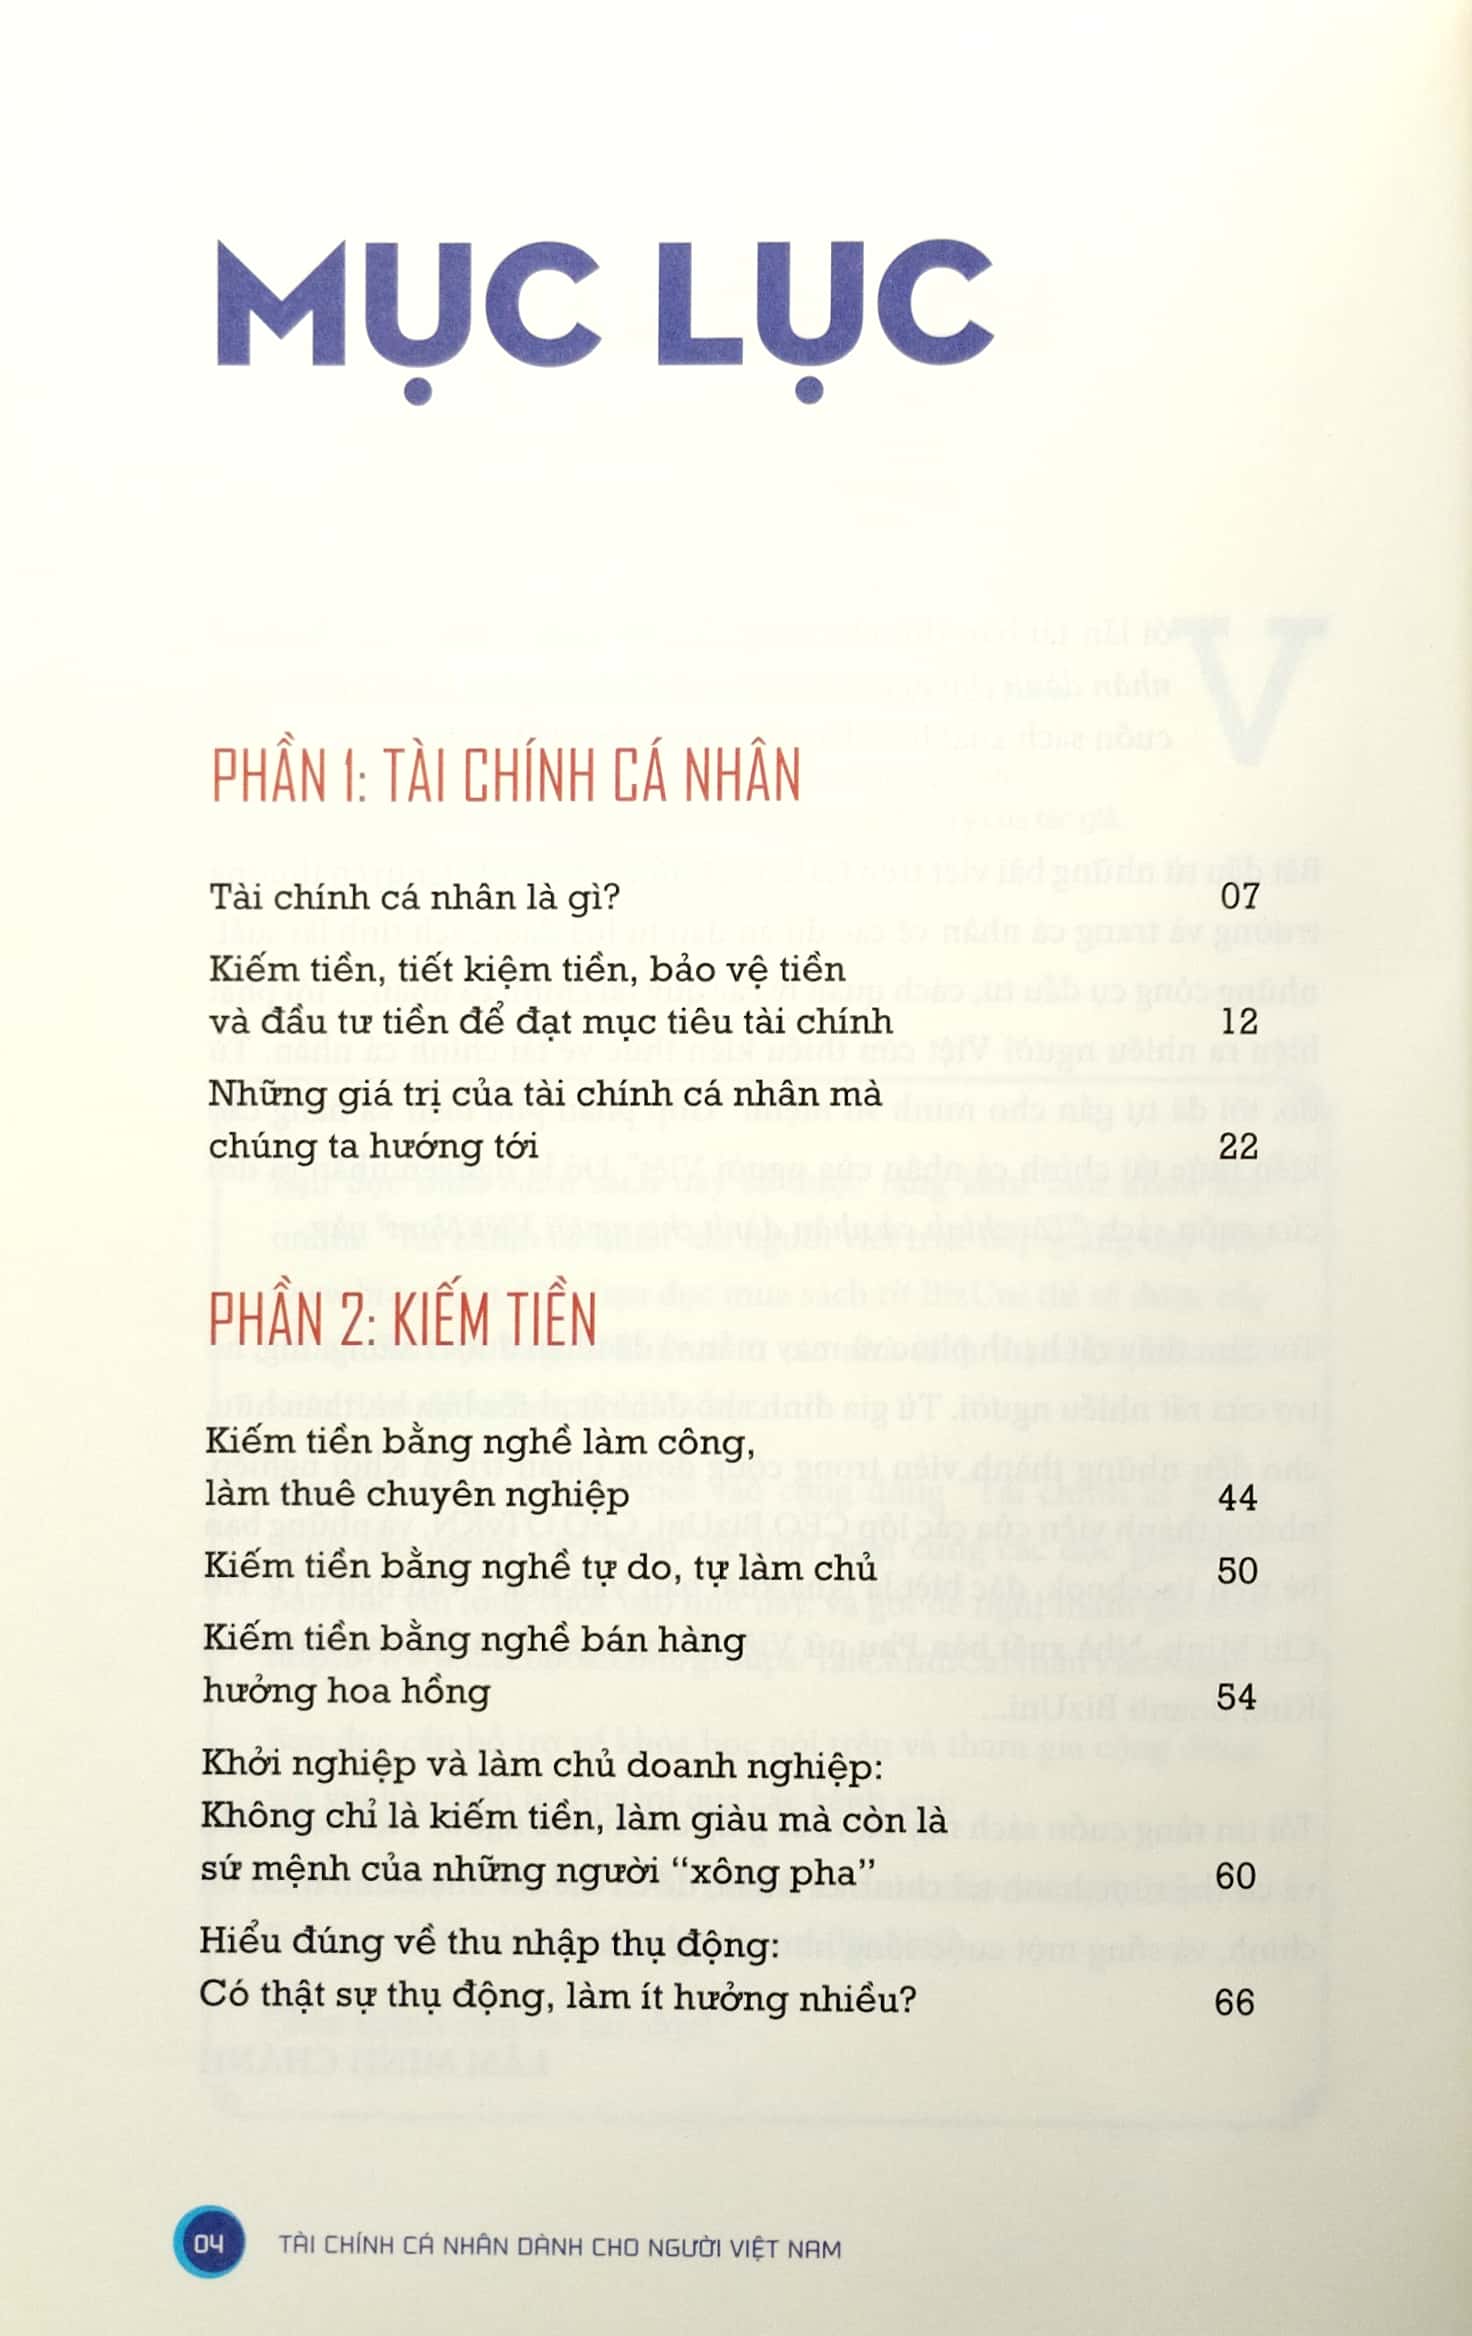 MỤC LỤC
PHẦN 1: TÀI CHÍNH CÁ NHÂN
Tài chính cá nhân là gì? 07
Kiếm tiền, tiết kiệm tiền, bảo vệ tiền
và đầu tư tiền để đạt mục tiêu tài chính 12
Những giá trị của tài chính cá nhân mà
chúng ta hướng tới 22
PHẦN 2: KIẾM TIỀN
Kiếm tiền bằng nghề làm công,
làm thuê chuyên nghiệp 44
Kiếm tiền bằng nghề tự do, tự làm chủ 50
Kiếm tiền bằng nghề bán hàng
hưởng hoa hồng 54
Khởi nghiệp và làm chủ doanh nghiệp:
Không chỉ là kiếm tiền, làm giàu mà còn là
sứ mệnh của những người “xông pha” 60
Hiểu đúng về thu nhập thụ động:
Có thật sự thụ động, làm ít hưởng nhiều? 66
04 TÀI CHÍNH CÁ NHÂN DÀNH CHO NGƯỜI VIỆT NAM